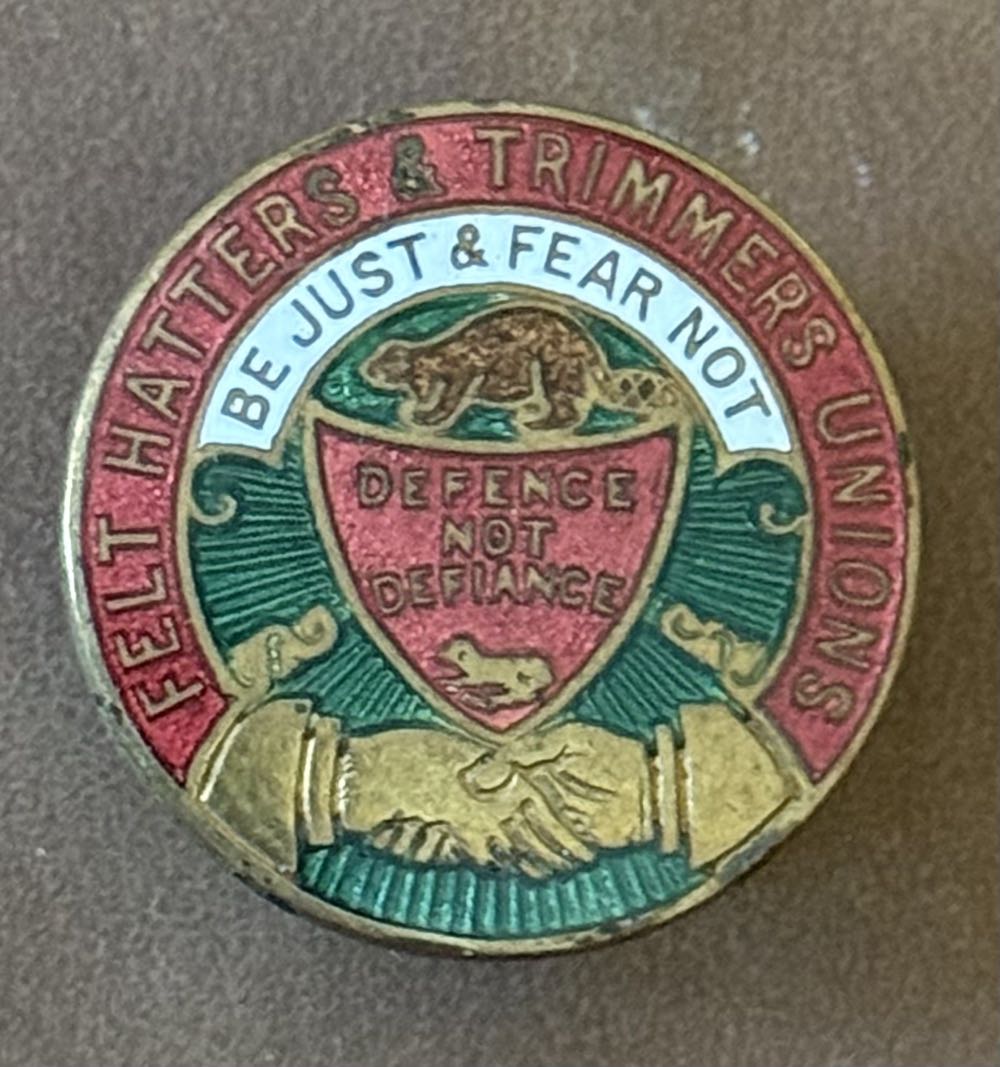 FELT HATTERS & TRIMMERS UNIONS
BE JUST & FEAR NOT
DEFENCE
NOT
DEFIANCE